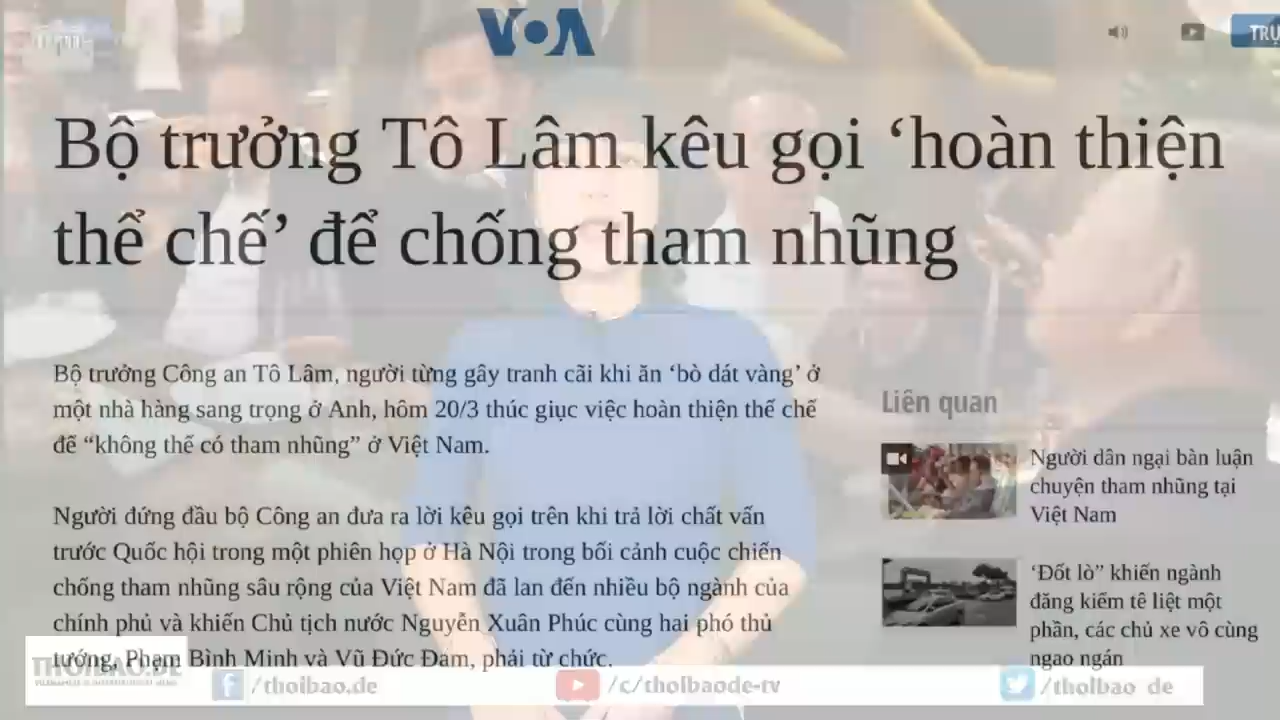 VOA
TRỰ
Bộ trưởng Tô Lâm kêu gọi ‘hoàn thiện
thể chế’ để chống tham nhũng
Bộ trưởng Công an Tô Lâm, người từng gây tranh cãi khi ăn ‘bò dát vàng’ ở
một nhà hàng sang trọng ở Anh, hôm 20/3 thúc giục việc hoàn thiện thể chế
để “không thể có tham nhũng” ở Việt Nam.
Người đứng đầu bộ Công an đưa ra lời kêu gọi trên khi trả lời chất vấn
trước Quốc hội trong một phiên họp ở Hà Nội trong bối cảnh cuộc chiến
chống tham nhũng sâu rộng của Việt Nam đã lan đến nhiều bộ ngành của
chính phủ và khiến Chủ tịch nước Nguyễn Xuân Phúc cùng hai phó thủ
tướng, Phạm Bình Minh và Vũ Đức Đam, phải từ chức.
Liên quan
Người dân ngại bàn luận
chuyện tham nhũng tại
Việt Nam
‘Đốt lò” khiến ngành
đăng kiểm tê liệt một
phần, các chủ xe vô cùng
ngao ngán
THOIBAO.DE
/thoibao.de
/c/thoibaode-tv
/thoibao_de